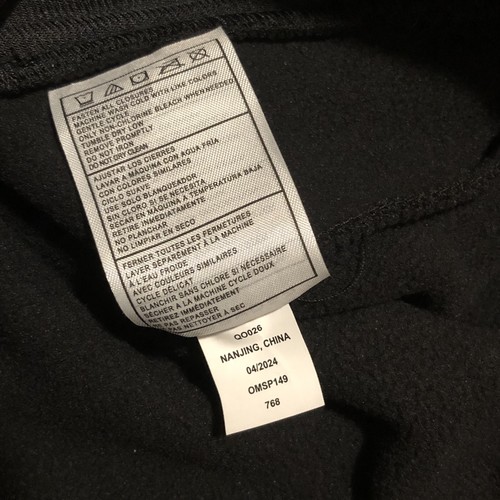 FASTEN ALL CLOSURES
MACHINE WASH COLD WITH LIKE COLORS
GENTLE CYCLE
ONLY NON-CHLORINE BLEACH WHEN NEEDED
TUMBLE DRY LOW
REMOVE PROMPTLY
DO NOT IRON
DO NOT DRY CLEAN
AJUSTAR LOS CIERRES
LAVAR A MAQUINA CON AGUA FRIA
CON COLORES SIMILARES
CICLO SUAVE
USE SOLO BLANQUEADOR
SIN CLORO SI SE NECESITA
SECAR EN MÁQUINA A TEMPERATURA BAJA
RETIRE INMEDIATAMENTE
NO PLANCHAR
NO LIMPIAR EN SECO
FERMER TOUTES LES FERMETURES
LAVER SÉPARÉMENT À LA MACHINE
À L'EAU FROIDE
AVEC COULEURS SIMILAIRES
CYCLE DÉLICAT
BLANCHIR SANS CHLORE SI NÉCESSAIRE
SÉCHER A LA MACHINE CYCLE DOUX
RETIREZ IMMÉDIATEMENT
NE PAS REPASSER
NE PAS NETTOYER À SEC
QO026
NANJING, CHINA
04/2024
OMSP149
768